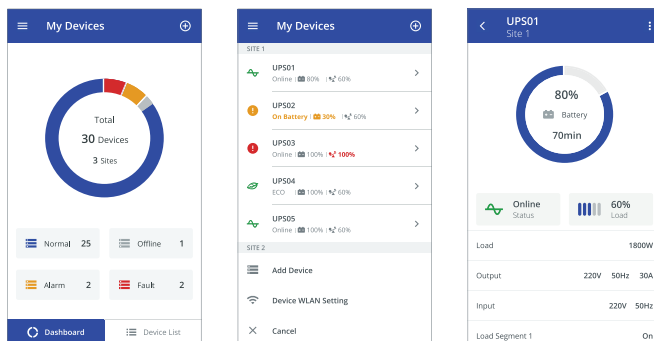 My Devices
Total
30 Devices
3 Sites
Normal 25
Offline 1
Alarm 2
Fault 2
Dashboard
Device List
My Devices
SITE 1
UPS01
Online | 80% | 60%
UPS02
On Battery | 30% | 60%
UPS03
Online | 100% | 100%
UPS04
ECO | 100% | 60%
UPS05
Online | 100% | 60%
SITE 2
Add Device
Device WLAN Setting
Cancel
UPS01
Site 1
80%
Battery
70min
Online
Status
60%
Load
Load 1800W
Output 220V 50Hz 30A
Input 220V 50Hz
Load Segment 1 On